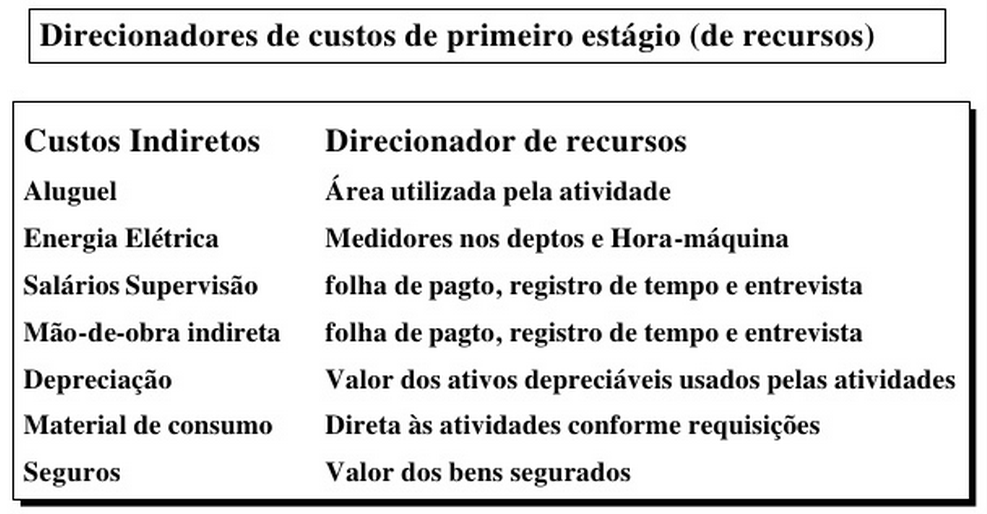 Direcionadores de custos de primeiro estágio (de recursos)
Custos Indiretos Direcionador de recursos
Aluguel Área utilizada pela atividade
Energia Elétrica Medidores nos deptos e Hora-máquina
Salários Supervisão folha de pagto, registro de tempo e entrevista
Mão-de-obra indireta folha de pagto, registro de tempo e entrevista
Depreciação Valor dos ativos depreciáveis usados pelas atividades
Material de consumo Direta às atividades conforme requisições
Seguros Valor dos bens segurados